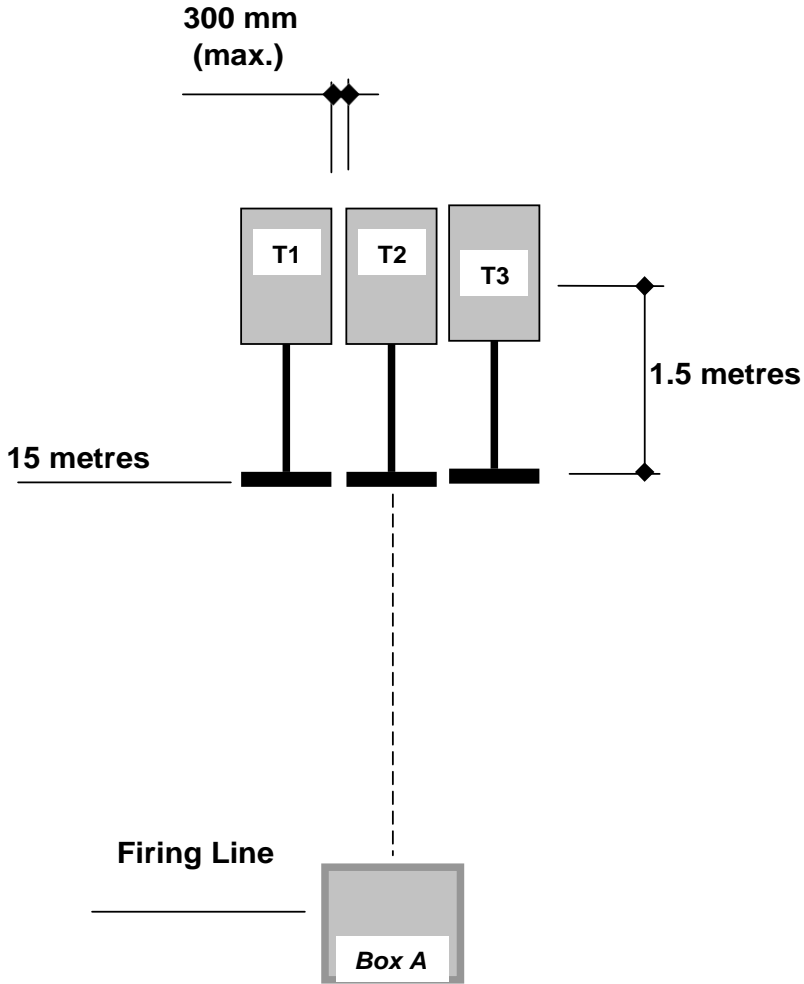 300 mm
(max.)
T1
T2
T3
1.5 metres
15 metres
Firing Line
Box A